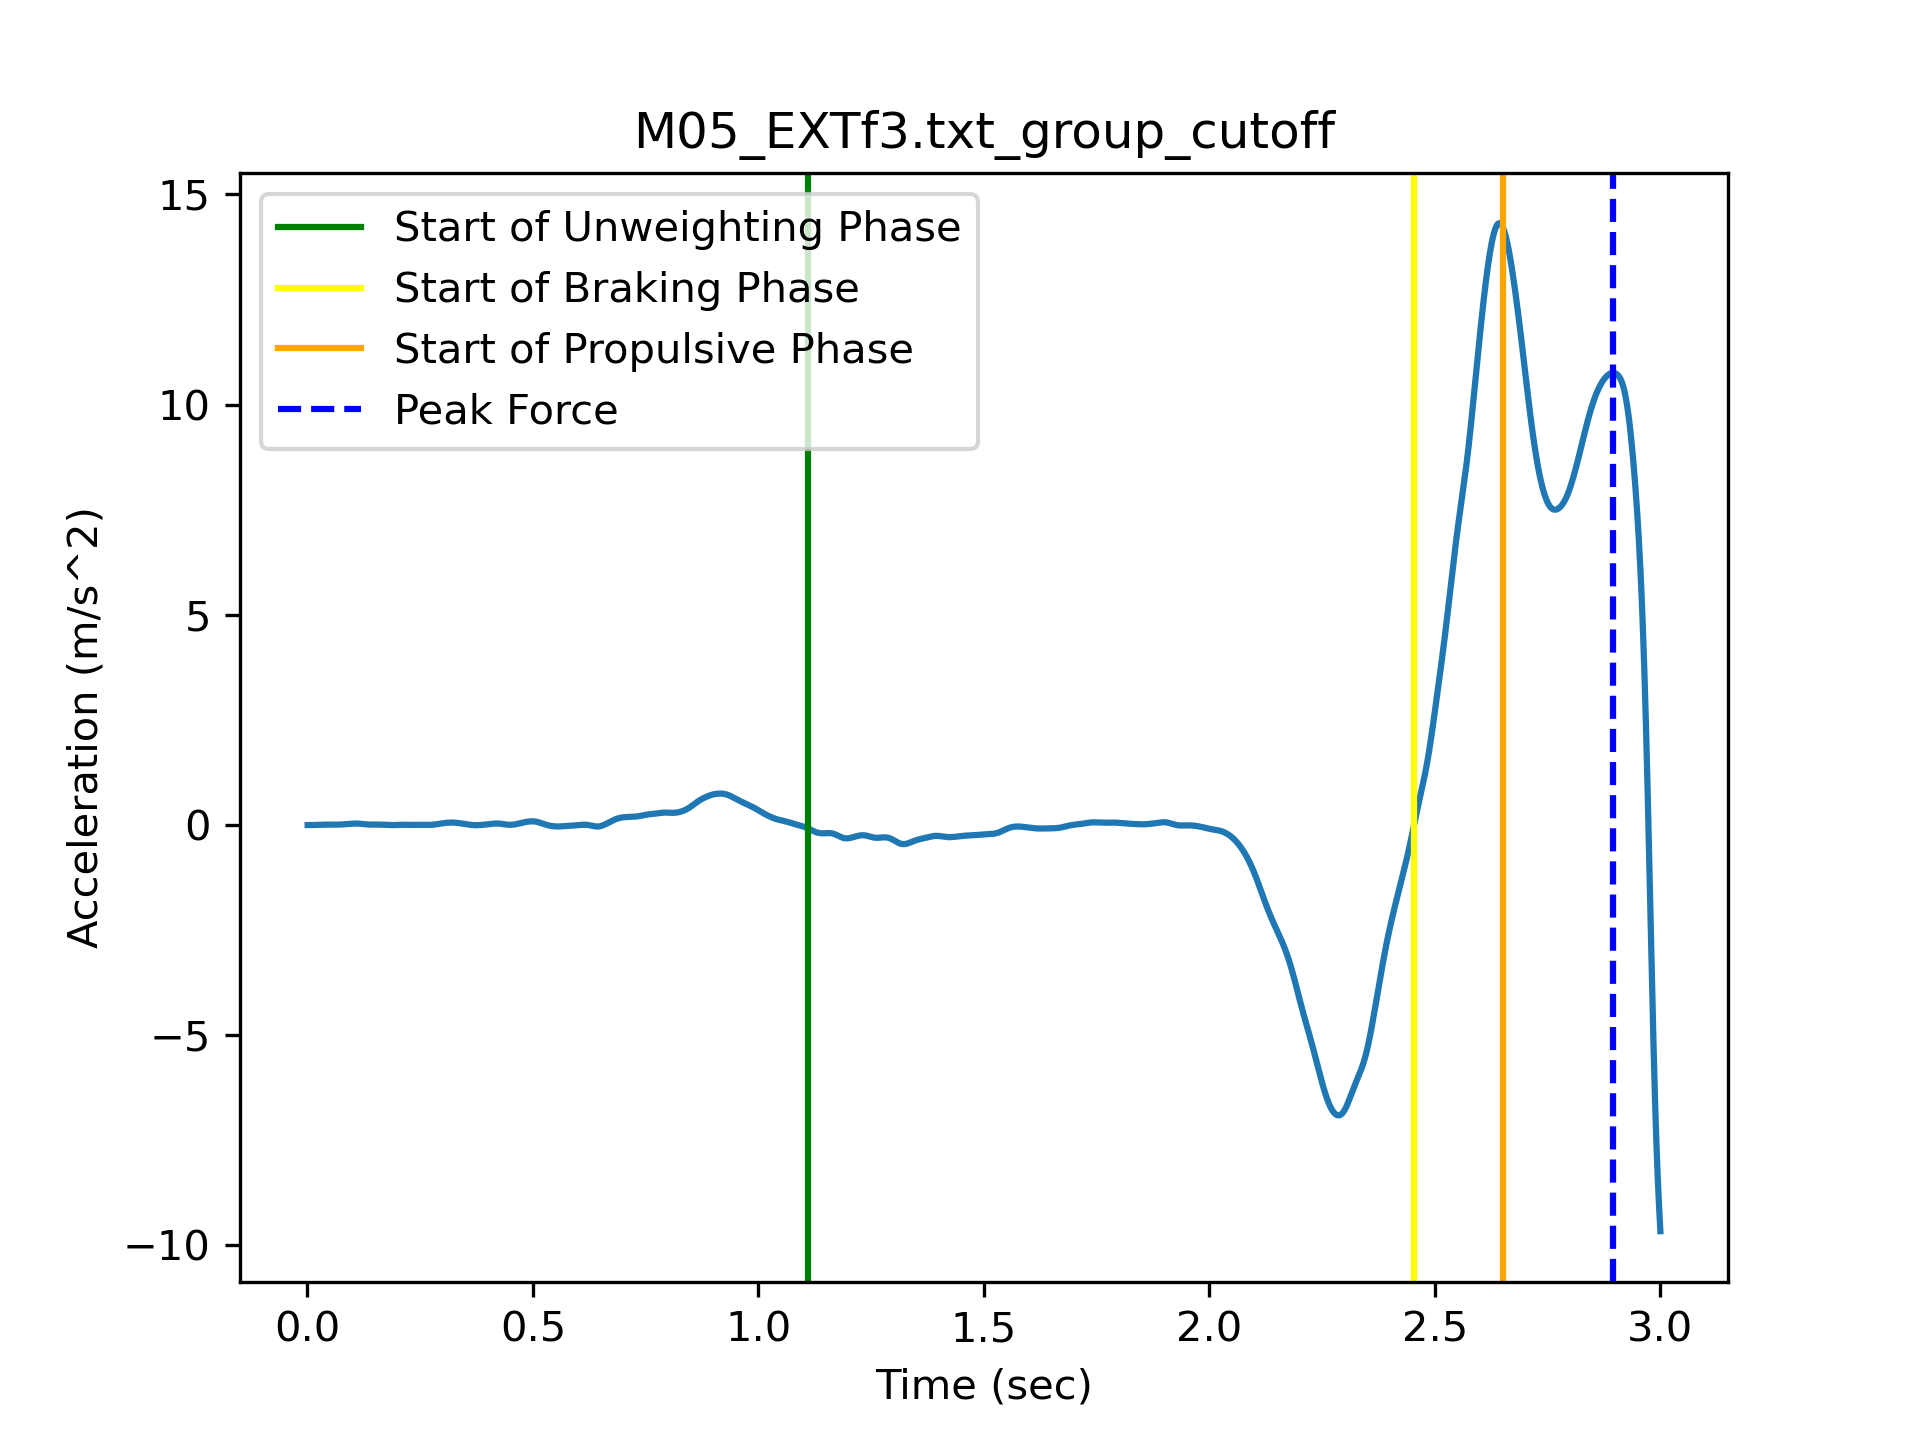 M05_EXTf3.txt_group_cutoff
Start of Unweighting Phase
Start of Braking Phase
Start of Propulsive Phase
Peak Force
Acceleration (m/s^2)
15
10
5
0
−5
−10
0.0 0.5 1.0 1.5 2.0 2.5 3.0
Time (sec)